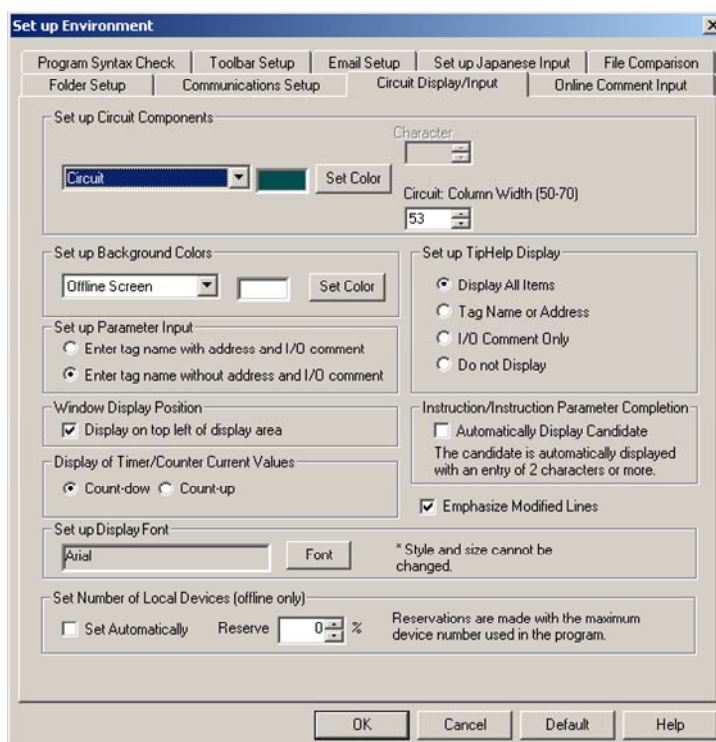 Set up Environment
Program Syntax Check
Toolbar Setup
Email Setup
Set up Japanese Input
File Comparison
Folder Setup
Communications Setup
Circuit Display/Input
Online Comment Input
Set up Circuit Components
Character
Circuit
Set Color
Circuit: Column Width (50-70)
53
Set up Background Colors
Offline Screen
Set Color
Set up TipHelp Display
Display All Items
Tag Name or Address
I/O Comment Only
Do not Display
Set up Parameter Input
Enter tag name with address and I/O comment
Enter tag name without address and I/O comment
Window Display Position
Display on top left of display area
Instruction/Instruction Parameter Completion
Automatically Display Candidate
The candidate is automatically displayed
with an entry of 2 characters or more.
Display of Timer/Counter Current Values
Count-dow
Count-up
Emphasize Modified Lines
Set up Display Font
Arial
Font
* Style and size cannot be
changed.
Set Number of Local Devices (offline only)
Set Automatically
Reserve
0
%
Reservations are made with the maximum
device number used in the program.
OK
Cancel
Default
Help